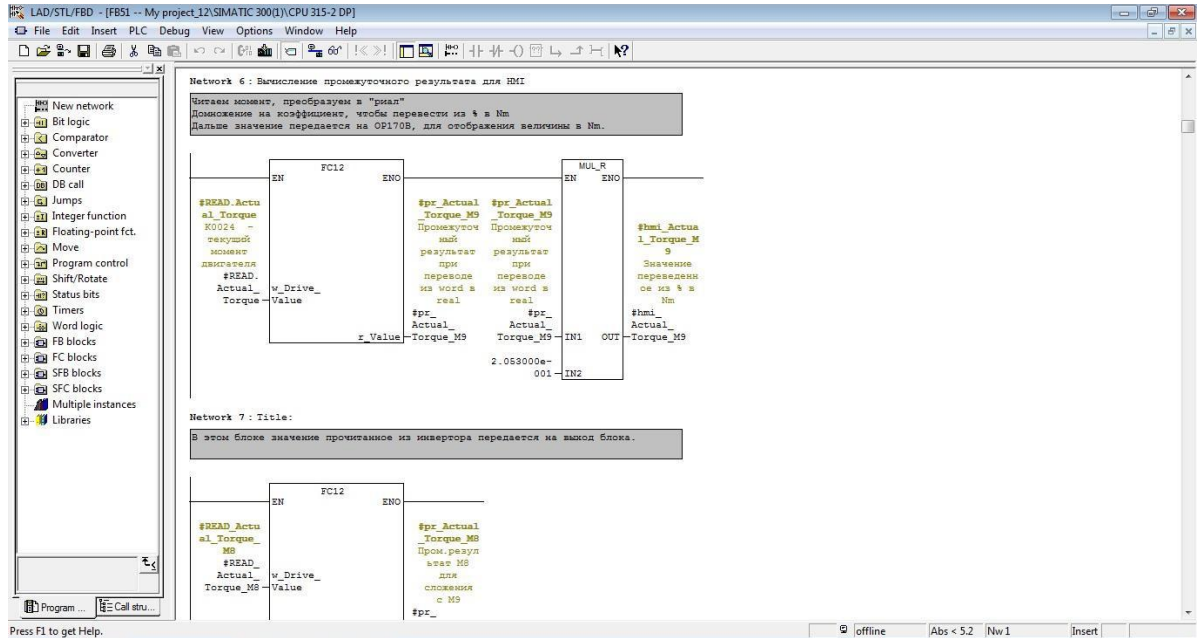 LAD/STL/FBD - [FB51 -- My project_12\SIMATIC 300(1)\CPU 315-2 DP]
File Edit Insert PLC Debug View Options Window Help
New network
Bit logic
Comparator
Converter
Counter
DB call
Jumps
Integer function
Floating-point fct.
Move
Program control
Shift/Rotate
Status bits
Timers
Word logic
FB blocks
FC blocks
SFB blocks
SFC blocks
Multiple instances
Libraries
Program ... Call stru...
Network 6 : Вычисление промежуточного результата для HMI
Читаем момент, преобразуем в "риал"
Домножение на коэффициент, чтобы перевести из % в Nm
Дальше значение передается на OP170B, для отображения величины в Nm.
FC12
EN ENO
#READ.Actu
al_Torque
K0024 -
текущий
момент
двигателя
#READ.
Actual_
Torque
w_Drive_
Value
r_Value
#pr_Actual
_Torque_M9
Промежуточ
ный
результат
при
переводе
из word в
real
#pr_
Actual_
Torque_M9
#pr_Actual
_Torque_M9
Промежуточ
ный
результат
при
переводе
из word в
real
#pr_
Actual_
Torque_M9
2.053000e-
001
MUL_R
EN ENO
IN1 OUT
IN2
#hmi_Actua
l_Torque_M
9
Значение
переведенн
ое из % в
Nm
#hmi_
Actual_
Torque_M9
Network 7 : Title:
В этом блоке значение прочитанное из инвертора передается на выход блока.
FC12
EN ENO
#READ_Actu
al_Torque_
M8
#READ_
Actual_
Torque_M8
w_Drive_
Value
#pr_Actual
_Torque_M8
Пром.резул
ьтат M8
для
сложения
с M9
#pr_
Press F1 to get Help.
offline Abs < 5.2 Nw 1 Insert